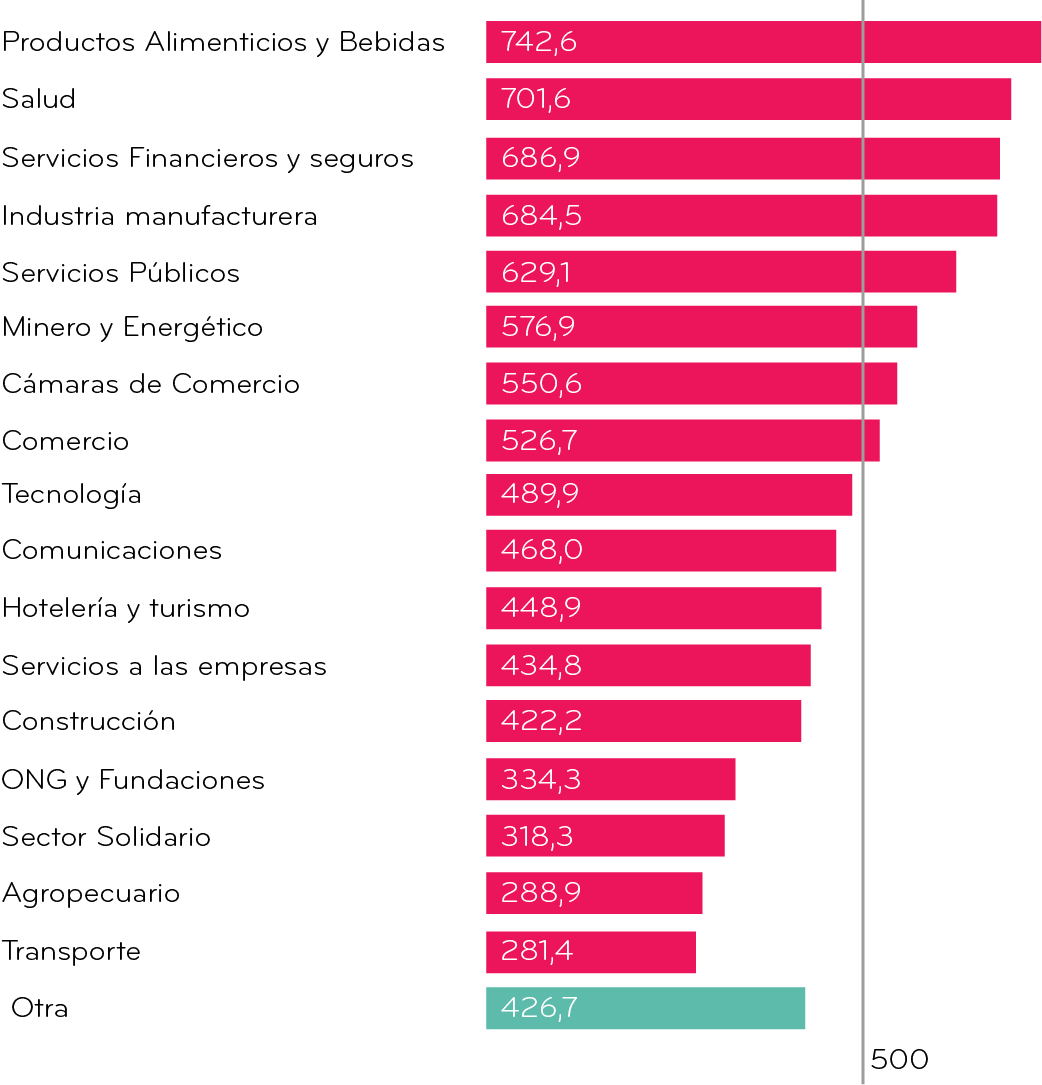 Productos Alimenticios y Bebidas 742,6
Salud 701,6
Servicios Financieros y seguros 686,9
Industria manufacturera 684,5
Servicios Públicos 629,1
Minero y Energético 576,9
Cámaras de Comercio 550,6
Comercio 526,7
Tecnología 489,9
Comunicaciones 468,0
Hotelería y turismo 448,9
Servicios a las empresas 434,8
Construcción 422,2
ONG y Fundaciones 334,3
Sector Solidario 318,3
Agropecuario 288,9
Transporte 281,4
Otra 426,7
500